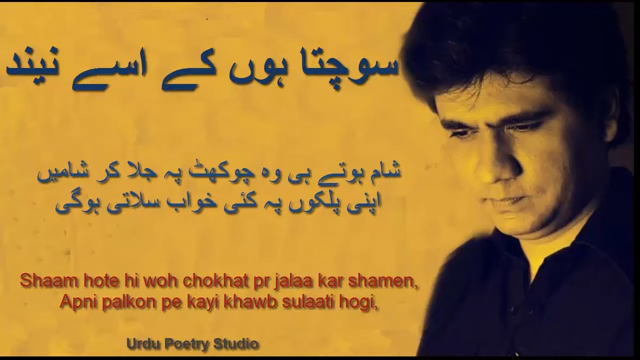 سوچتا ہوں کے اسے نیند
شام ہوتے ہی وہ چوکھٹ پہ جلا کر شامیں
اپنی پلکوں پہ کئی خواب سلاتی ہوگی
Shaam hote hi woh chokhat pr jalaa kar shamen,
Apni palkon pe kayi khawb sulaati hogi,
Urdu Poetry Studio